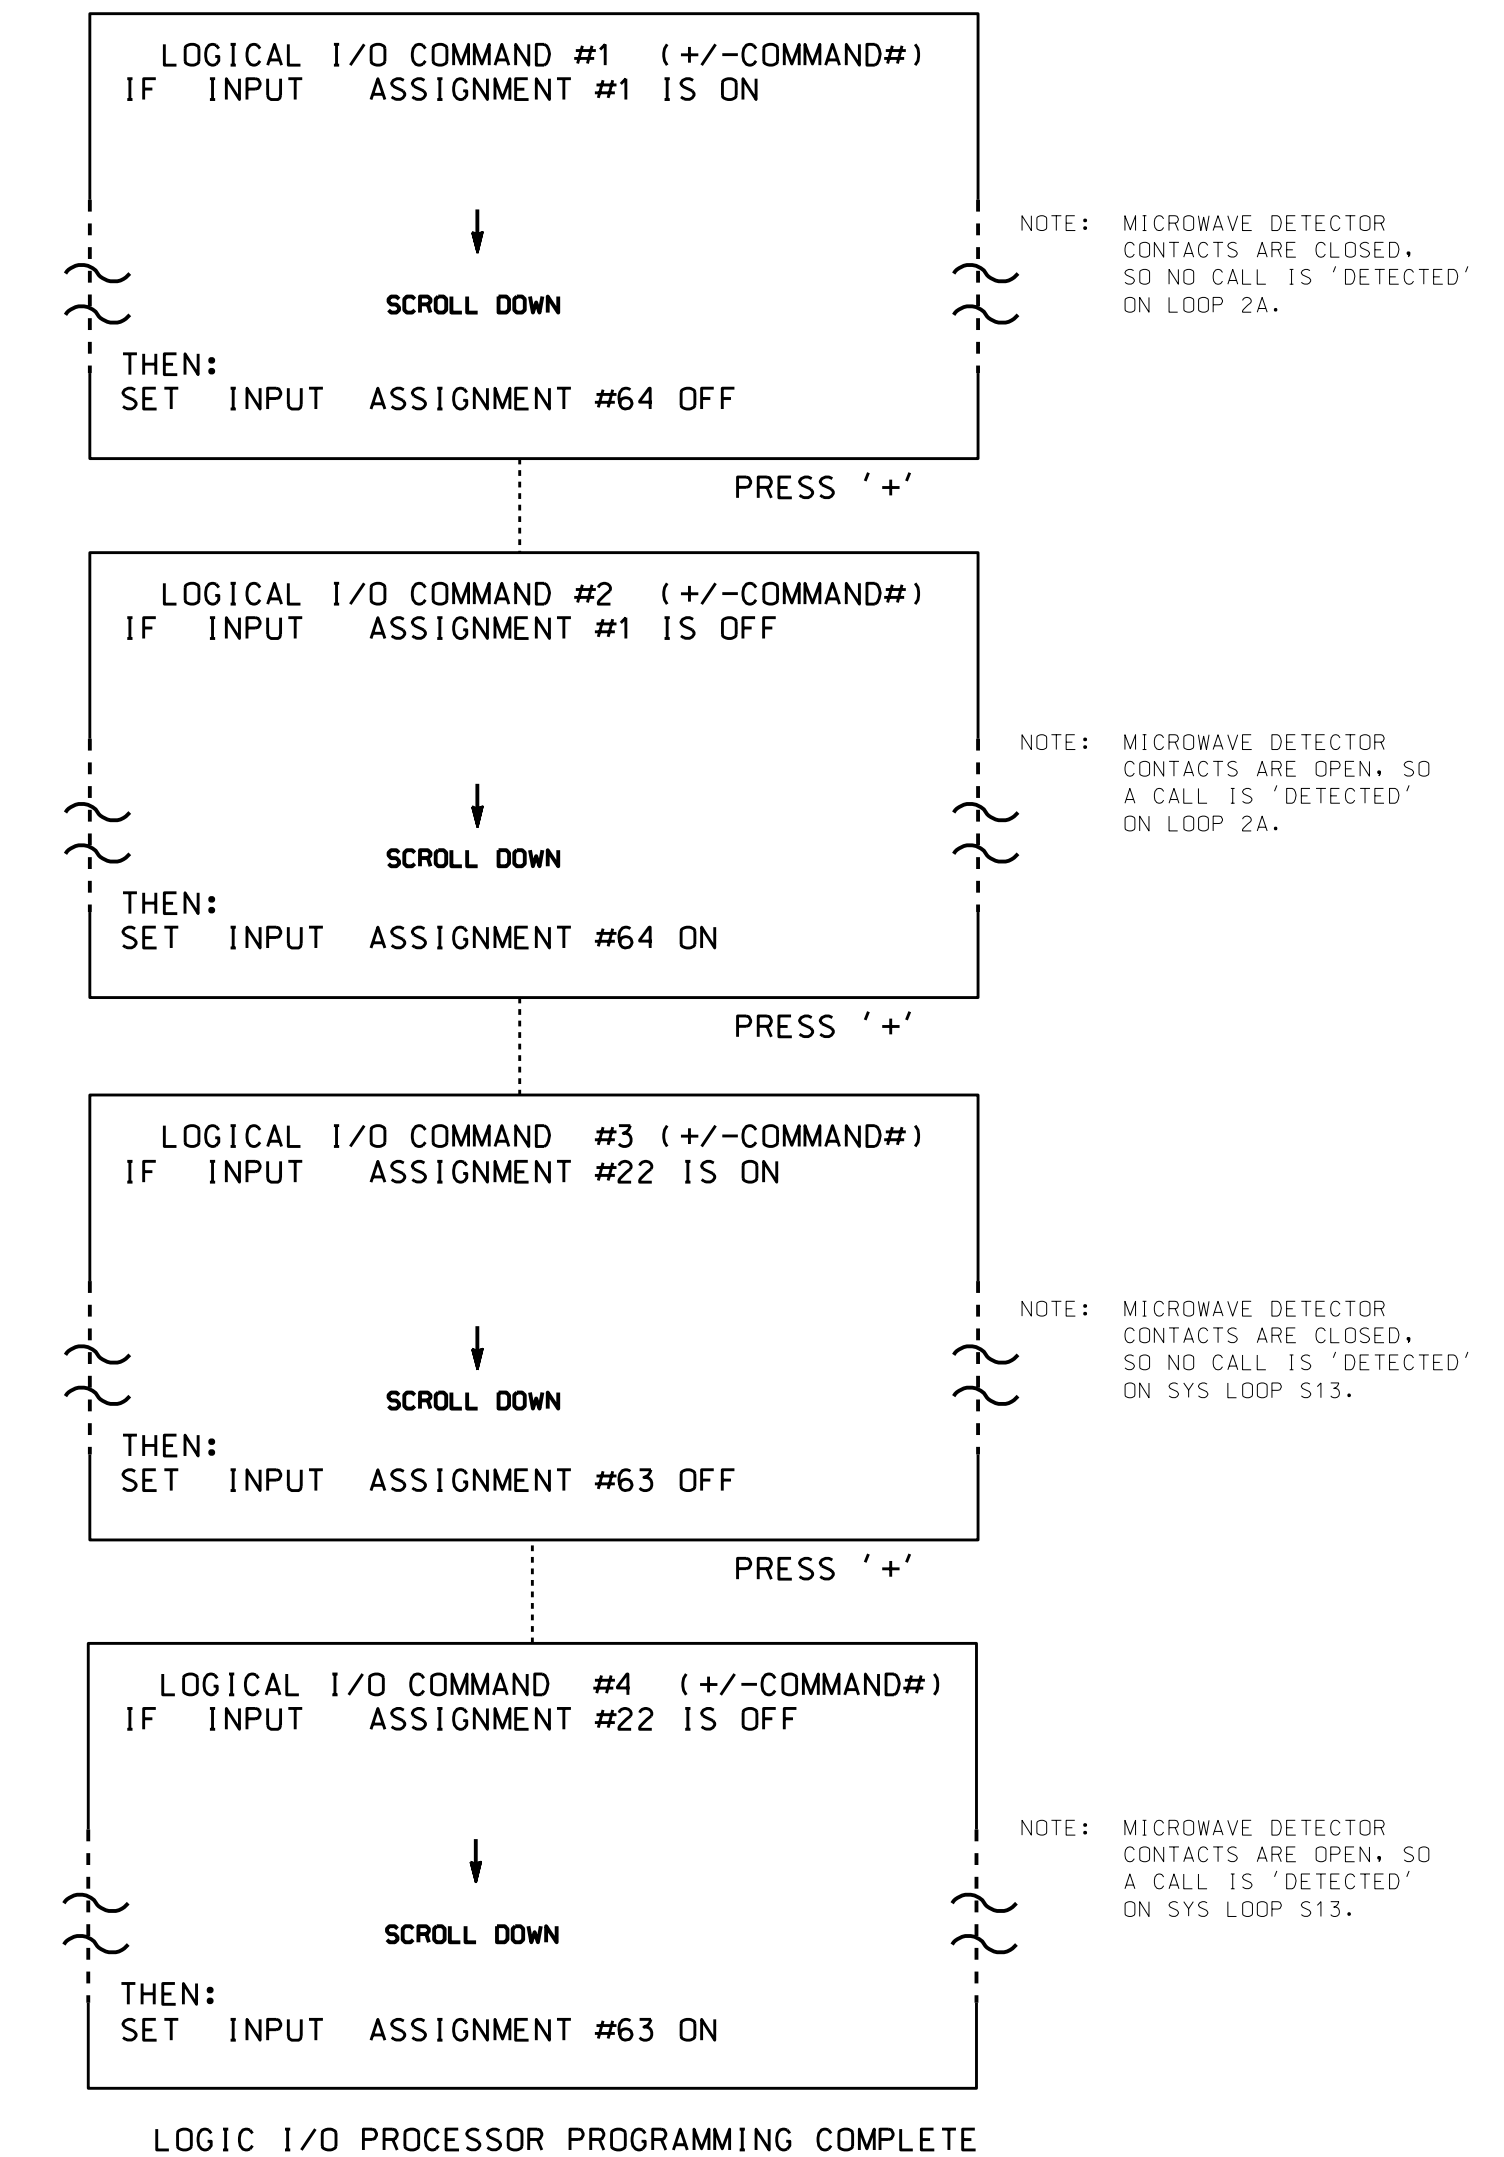 LOGICAL I/O COMMAND #1 (+/-COMMAND#)
IF INPUT ASSIGNMENT #1 IS ON
NOTE: MICROWAVE DETECTOR
CONTACTS ARE CLOSED,
SO NO CALL IS 'DETECTED'
ON LOOP 2A.
SCROLL DOWN
THEN:
SET INPUT ASSIGNMENT #64 OFF
PRESS '+'
LOGICAL I/O COMMAND #2 (+/-COMMAND#)
IF INPUT ASSIGNMENT #1 IS OFF
NOTE: MICROWAVE DETECTOR
CONTACTS ARE OPEN, SO
A CALL IS 'DETECTED'
ON LOOP 2A.
SCROLL DOWN
THEN:
SET INPUT ASSIGNMENT #64 ON
PRESS '+'
LOGICAL I/O COMMAND #3 (+/-COMMAND#)
IF INPUT ASSIGNMENT #22 IS ON
NOTE: MICROWAVE DETECTOR
CONTACTS ARE CLOSED,
SO NO CALL IS 'DETECTED'
ON SYS LOOP S13.
SCROLL DOWN
THEN:
SET INPUT ASSIGNMENT #63 OFF
PRESS '+'
LOGICAL I/O COMMAND #4 (+/-COMMAND#)
IF INPUT ASSIGNMENT #22 IS OFF
NOTE: MICROWAVE DETECTOR
CONTACTS ARE OPEN, SO
A CALL IS 'DETECTED'
ON SYS LOOP S13.
SCROLL DOWN
THEN:
SET INPUT ASSIGNMENT #63 ON
LOGIC I/O PROCESSOR PROGRAMMING COMPLETE